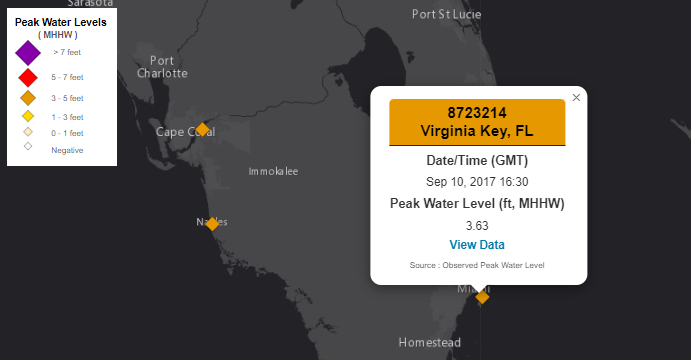 Sarasota
Port St Lucie
Peak Water Levels
( MHHW )
> 7 feet
5 - 7 feet
3 - 5 feet
1 - 3 feet
0 - 1 feet
Negative
Port
Charlotte
Cape Coral
Immokalee
Naples
×
8723214
Virginia Key, FL
Date/Time (GMT)
Sep 10, 2017 16:30
Peak Water Level (ft, MHHW)
3.63
View Data
Source : Observed Peak Water Level
Miami
Homestead